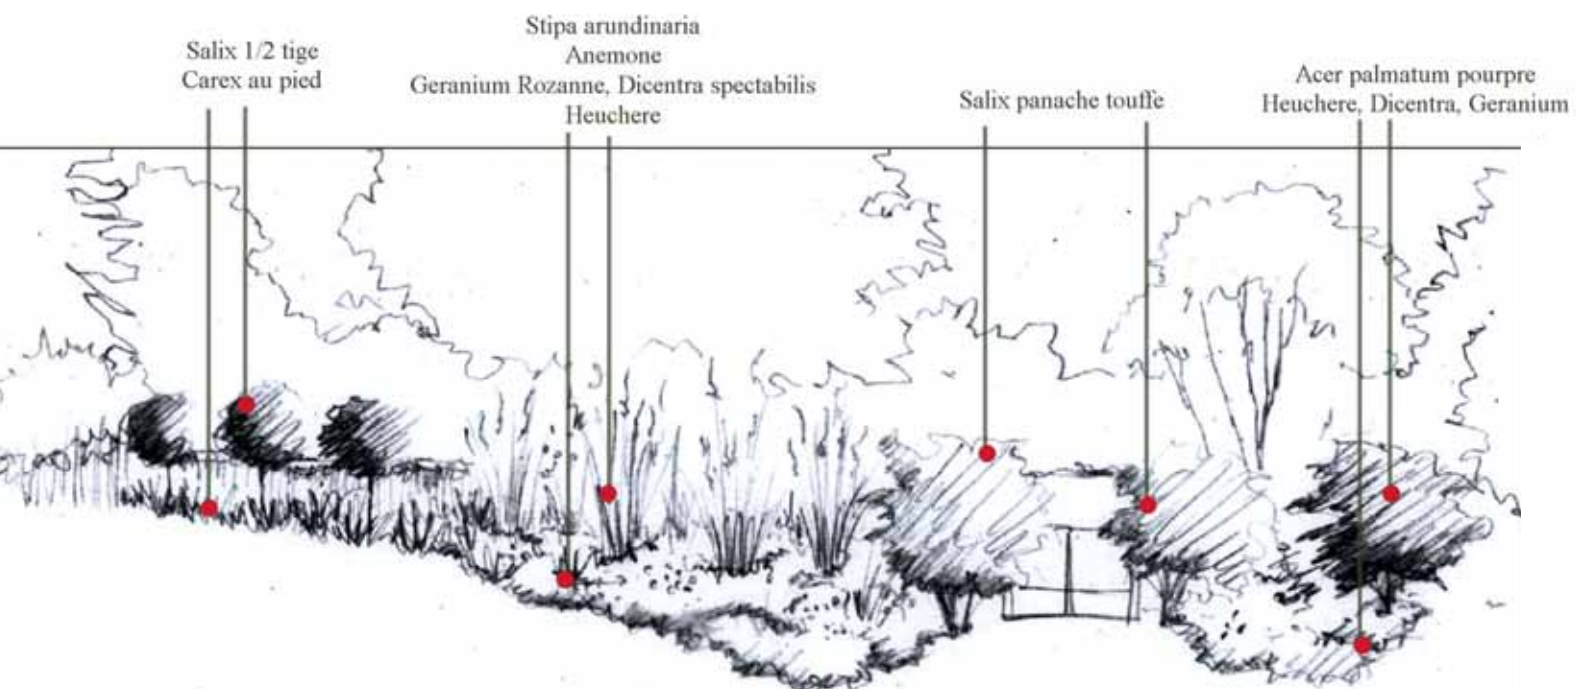 Salix 1/2 tige
Carex au pied
Stipa arundinaria
Anemone
Geranium Rozanne, Dicentra spectabilis
Heuchere
Salix panache touffe
Acer palmatum pourpre
Heuchere, Dicentra, Geranium